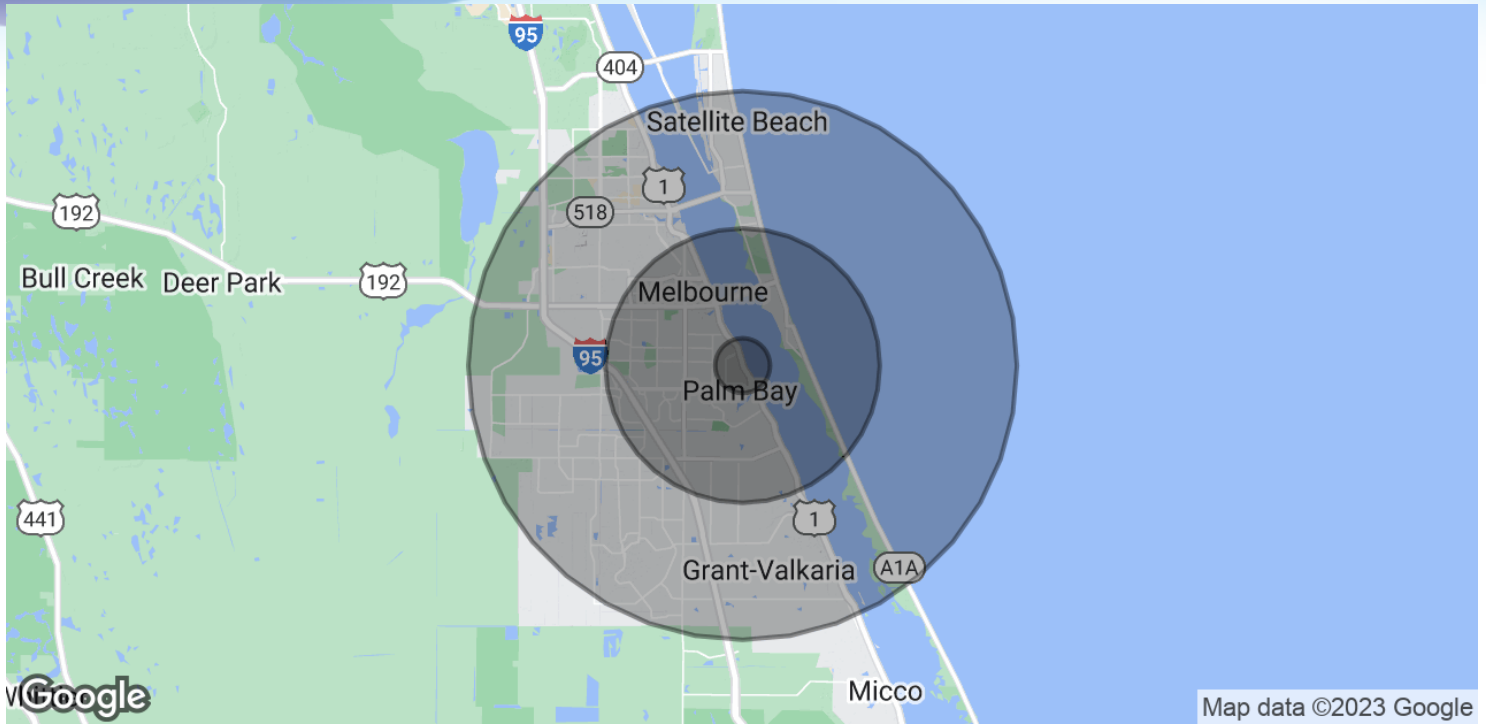 95
404
Satellite Beach
1
192
518
Bull Creek
Deer Park
192
Melbourne
95
Palm Bay
441
1
Grant-Valkaria
A1A
Micco
Google
Map data ©2023 Google